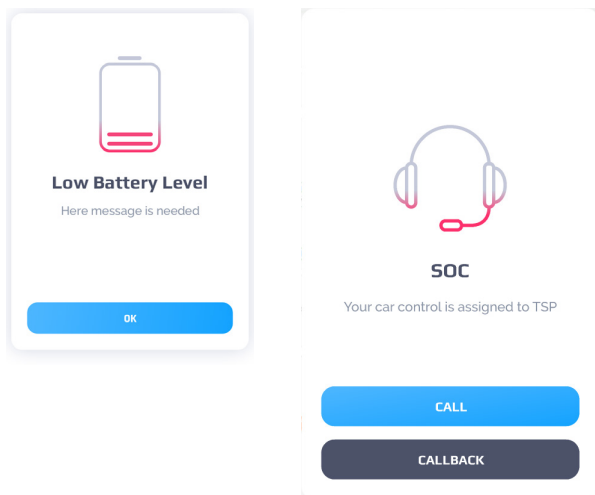 Low Battery Level
Here message is needed
OK
SOC
Your car control is assigned to TSP
CALL
CALLBACK